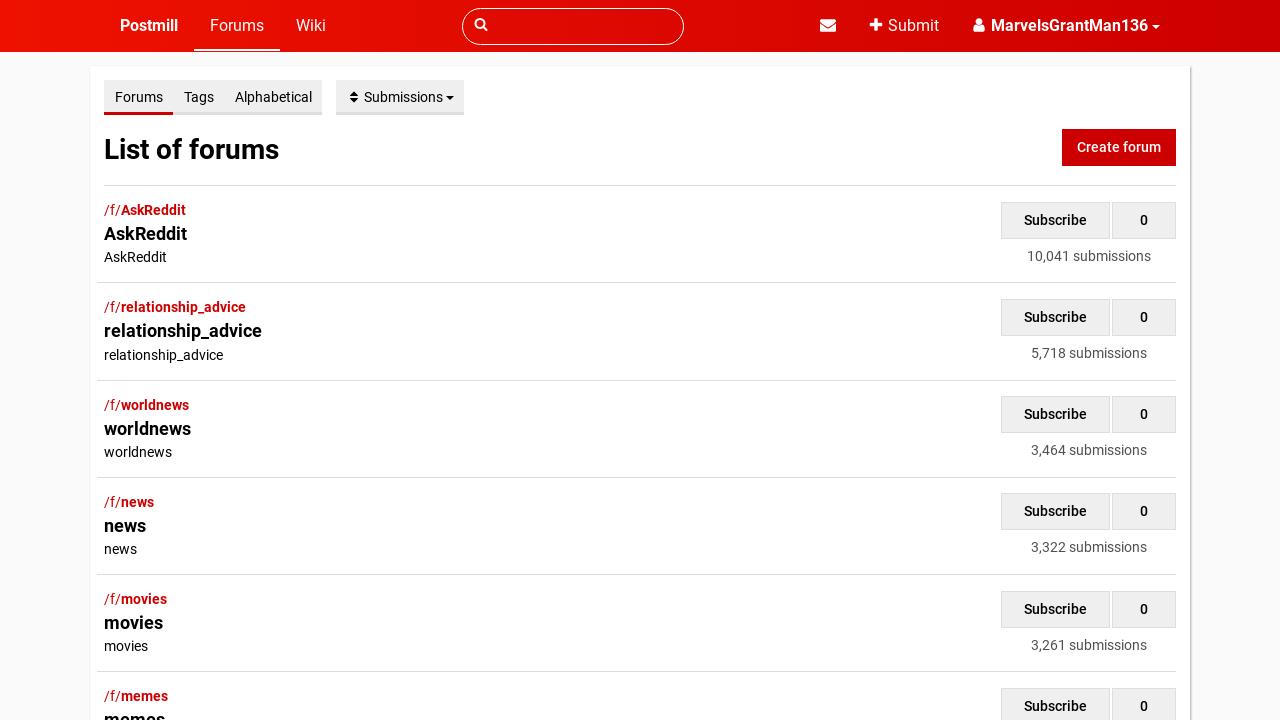 Postmill Forums Wiki Submit MarvelsGrantMan136
Forums Tags Alphabetical Submissions
List of forums
Create forum
/f/AskReddit
AskReddit
AskReddit
Subscribe 0
10,041 submissions
/f/relationship_advice
relationship_advice
relationship_advice
Subscribe 0
5,718 submissions
/f/worldnews
worldnews
worldnews
Subscribe 0
3,464 submissions
/f/news
news
news
Subscribe 0
3,322 submissions
/f/movies
movies
movies
Subscribe 0
3,261 submissions
/f/memes
memes
Subscribe 0